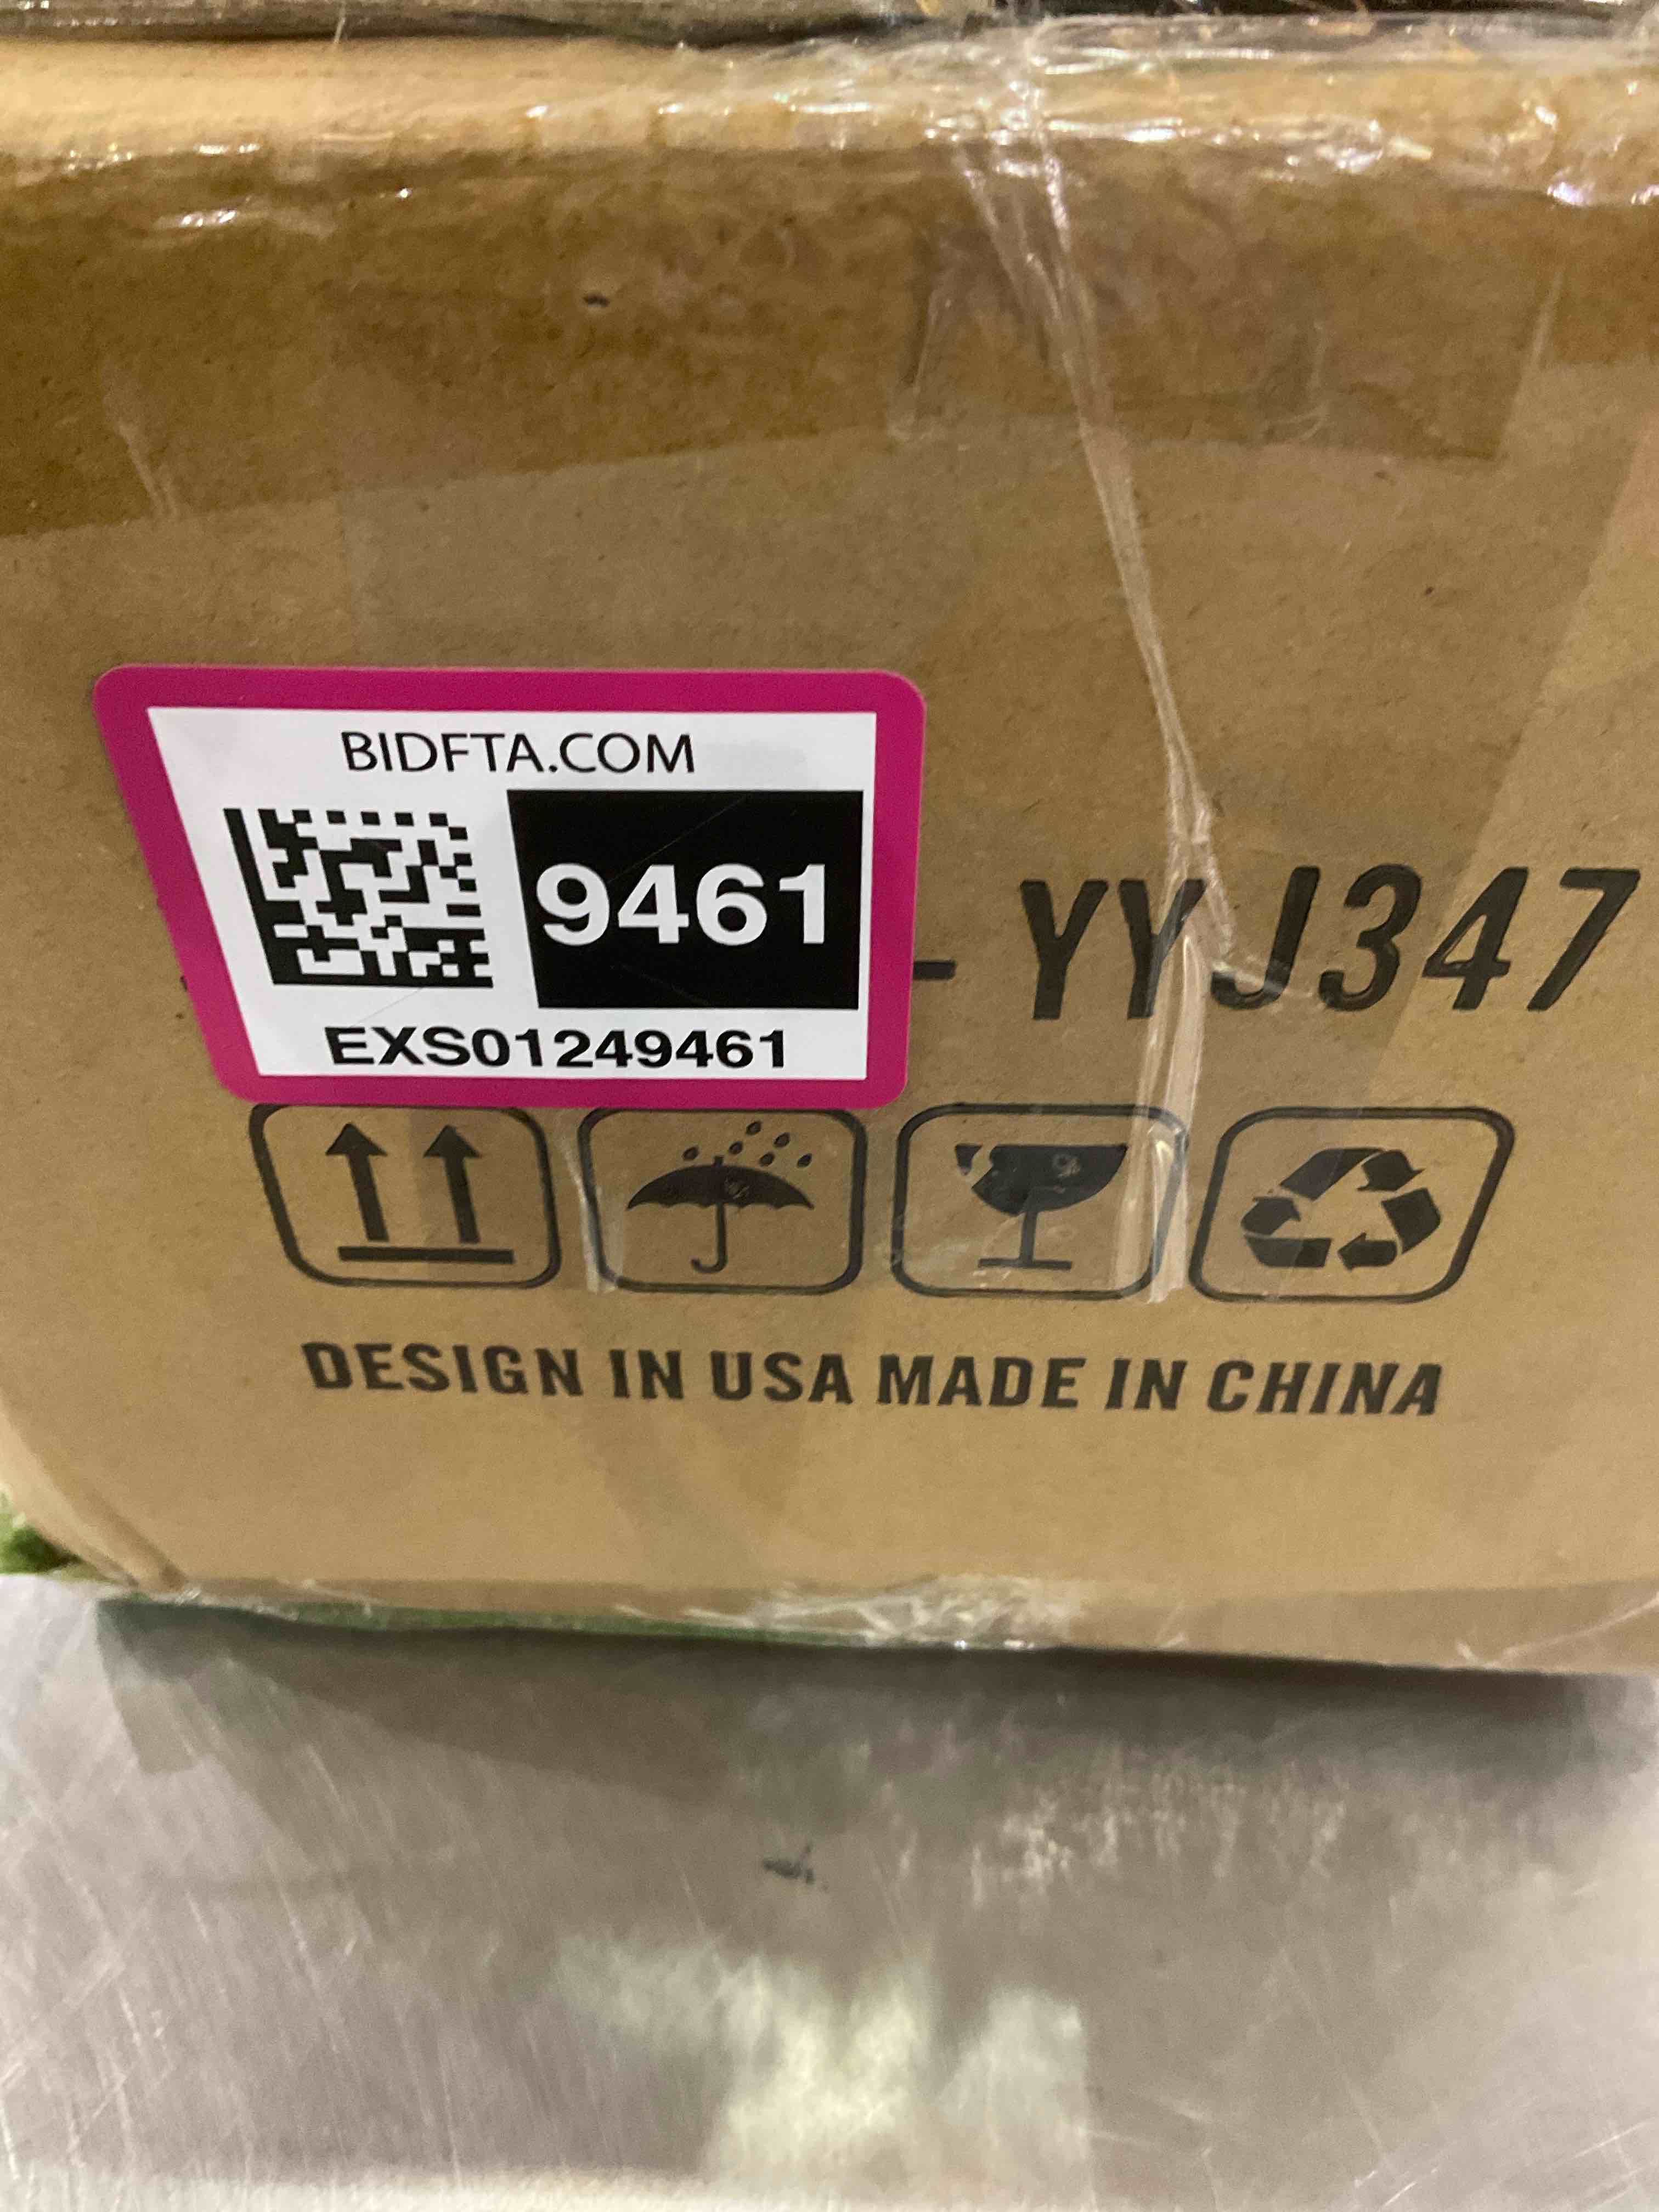 BIDFTA.COM
9461
EXS01249461
- YYJ347
DESIGN IN USA MADE IN CHINA